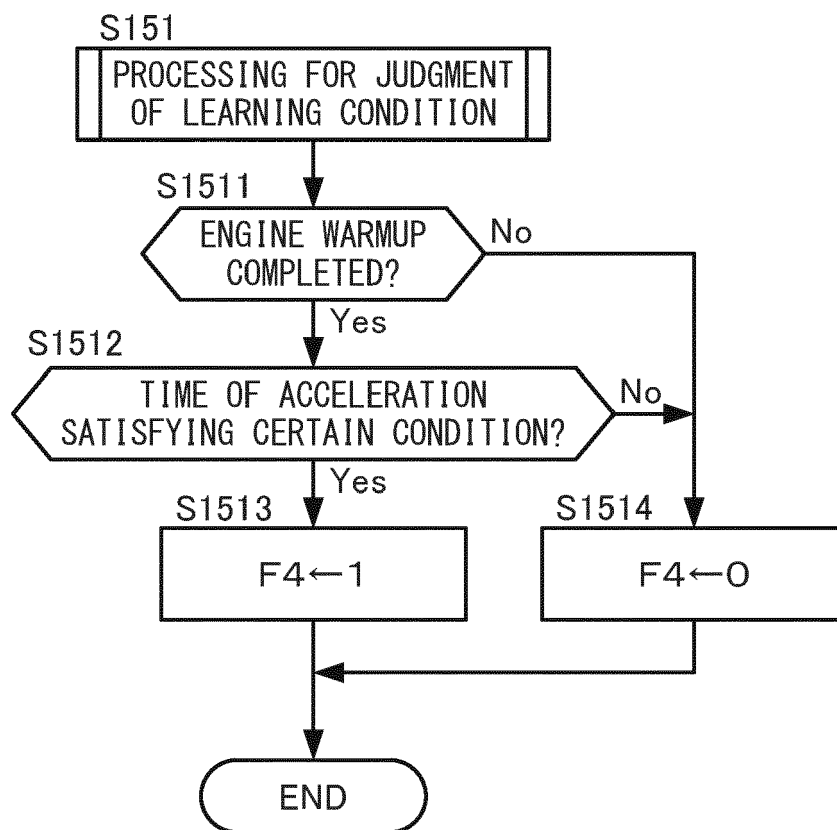 S151
PROCESSING FOR JUDGMENT
OF LEARNING CONDITION
S1511
ENGINE WARMUP
COMPLETED?
No
Yes
S1512
TIME OF ACCELERATION
SATISFYING CERTAIN CONDITION?
No
Yes
S1513
F4←1
S1514
F4←0
END